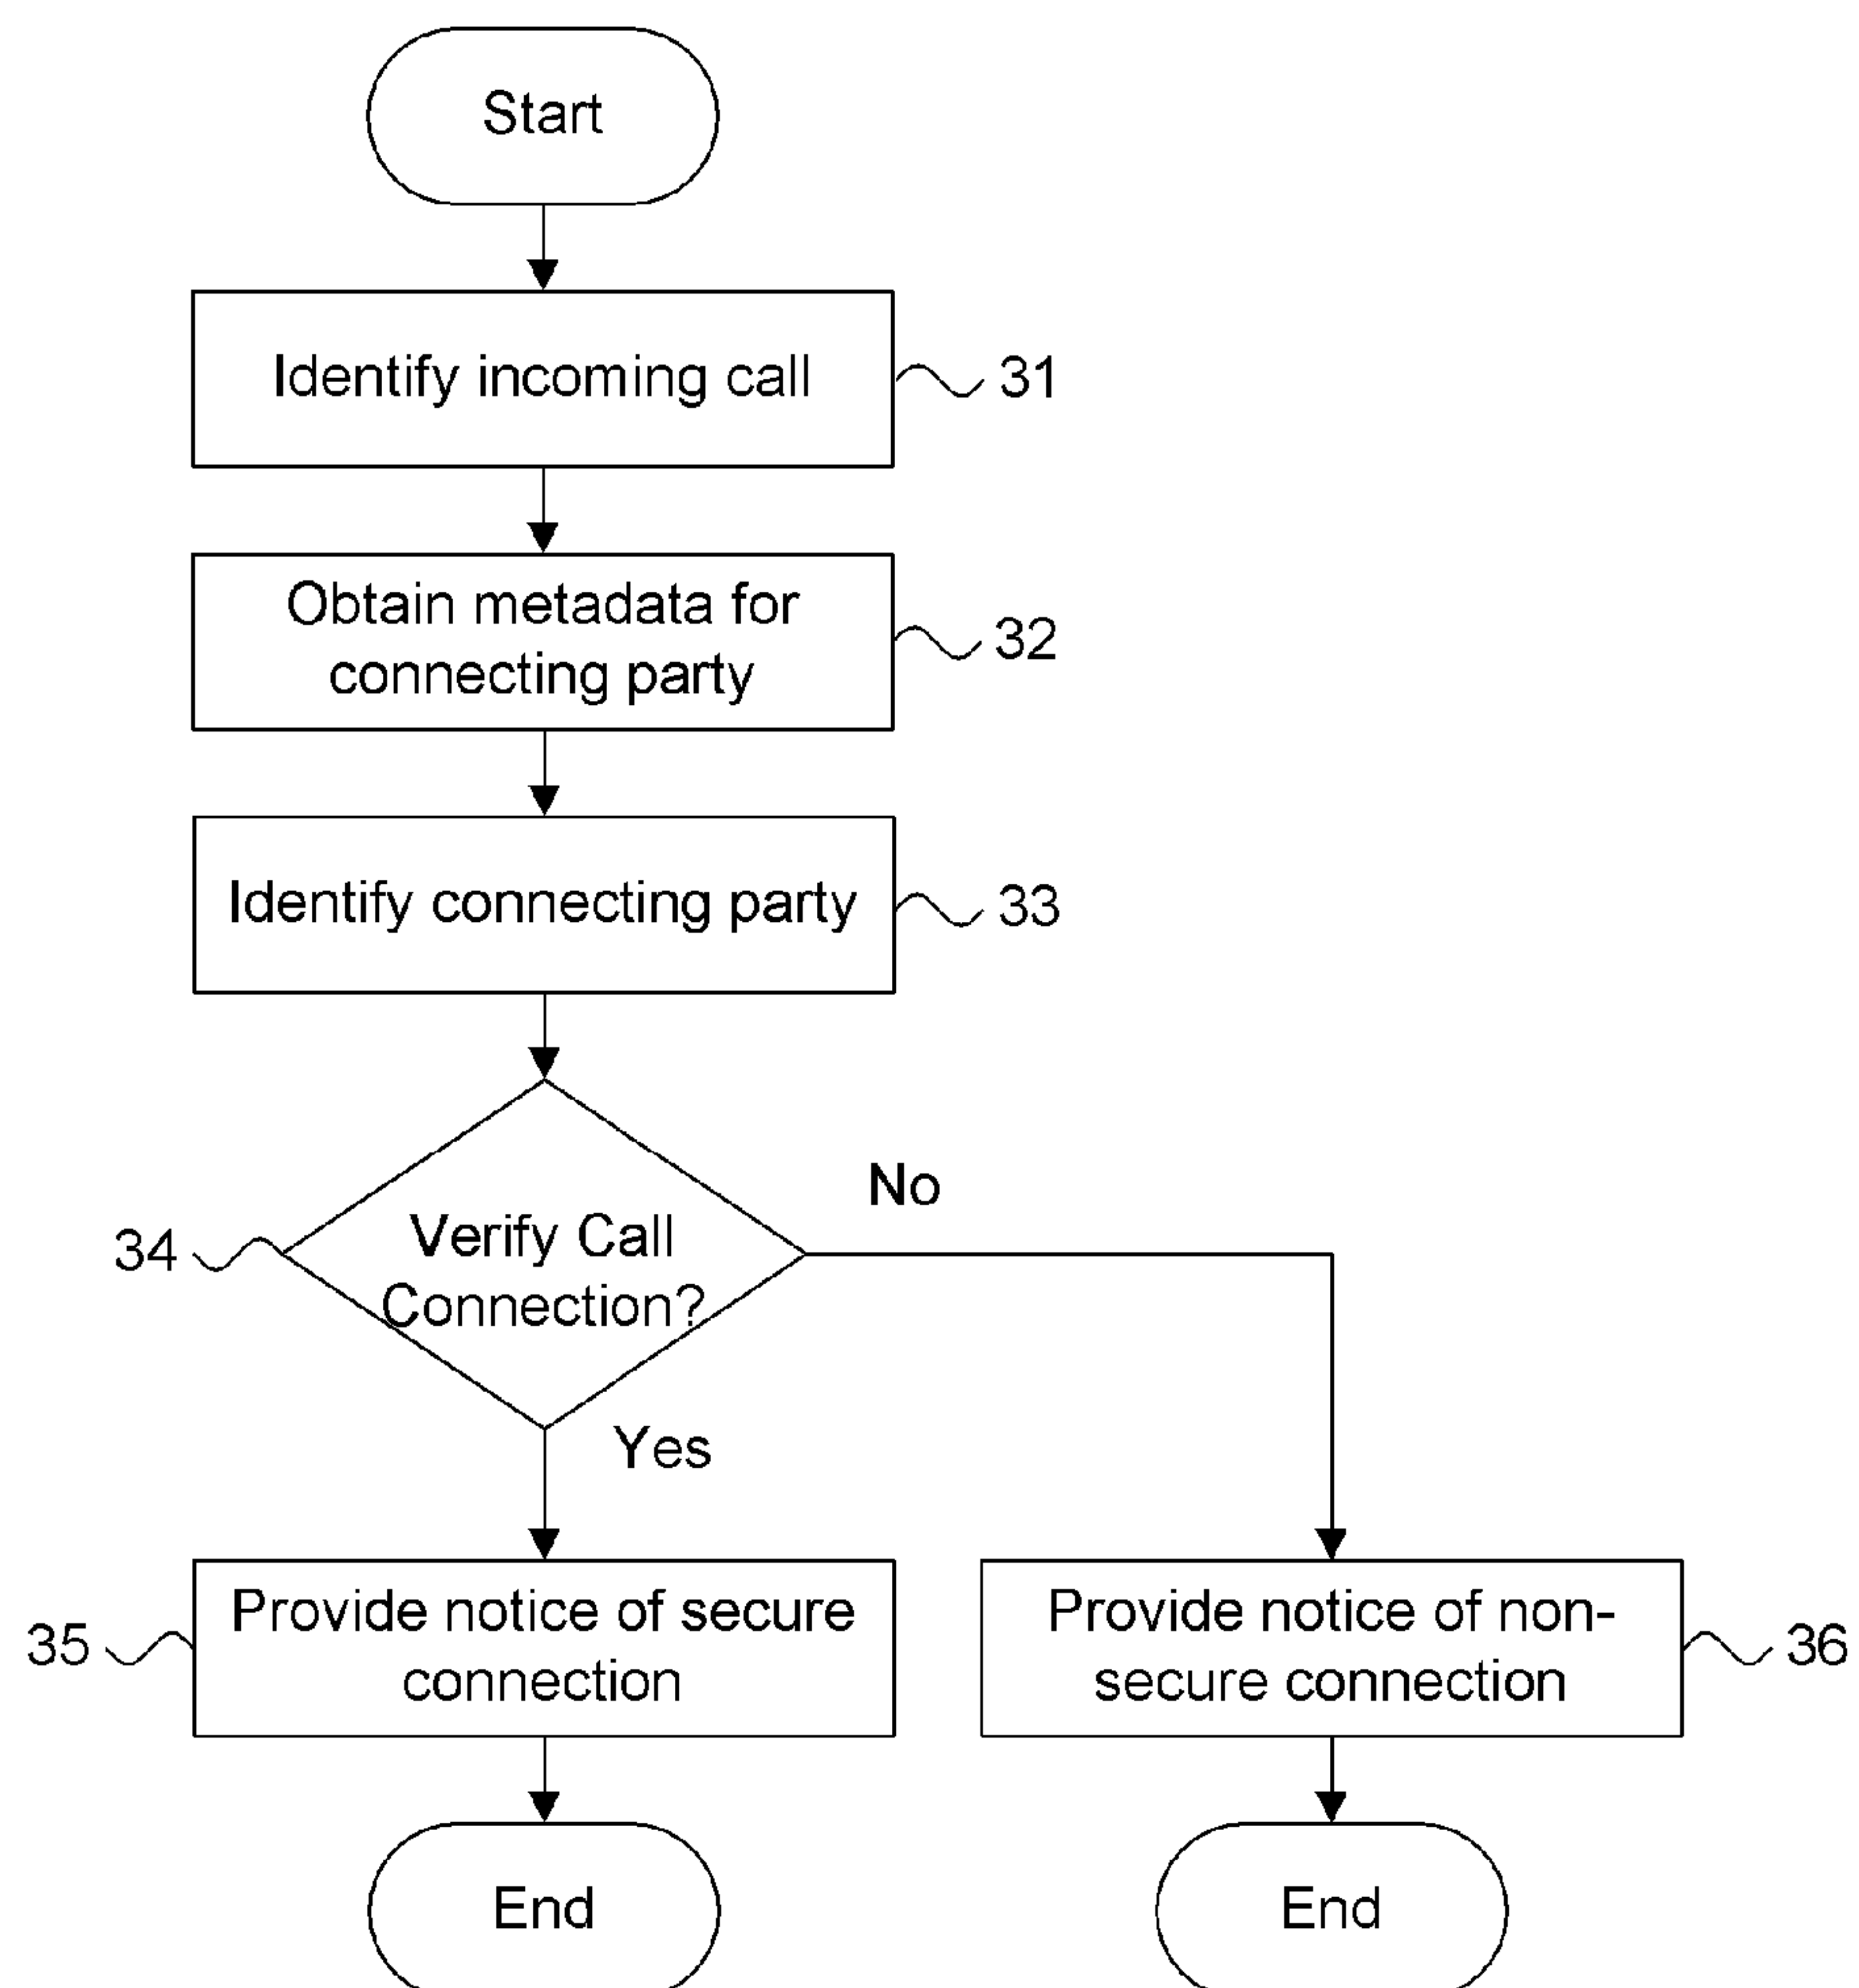 Start
Identify incoming call
31
Obtain metadata for
connecting party
32
Identify connecting party
33
34
Verify Call
Connection?
No
Yes
35
Provide notice of secure
connection
Provide notice of non-
secure connection
36
End
End